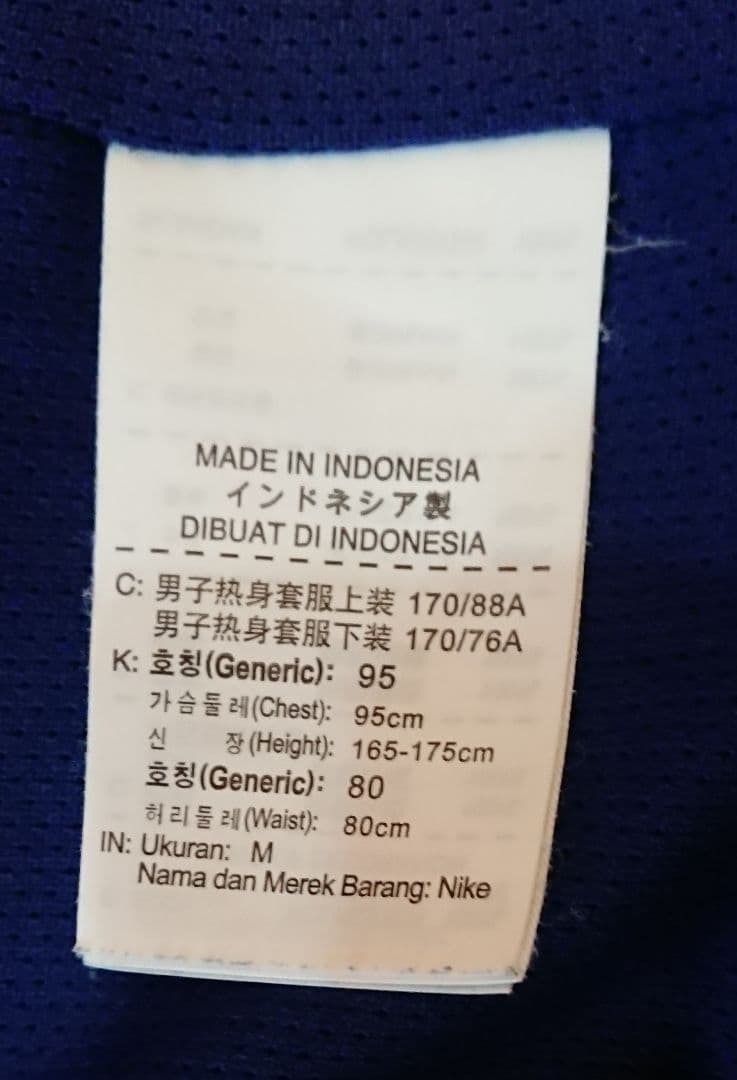 MADE IN INDONESIA
インドネシア製
DIBUAT DI INDONESIA
C: 男子热身套服上装 170/88A
男子热身套服下装 170/76A
K: 호칭(Generic): 95
가슴둘레(Chest): 95cm
신 장(Height): 165-175cm
호칭(Generic): 80
허리둘레(Waist): 80cm
IN: Ukuran: M
Nama dan Merek Barang: Nike